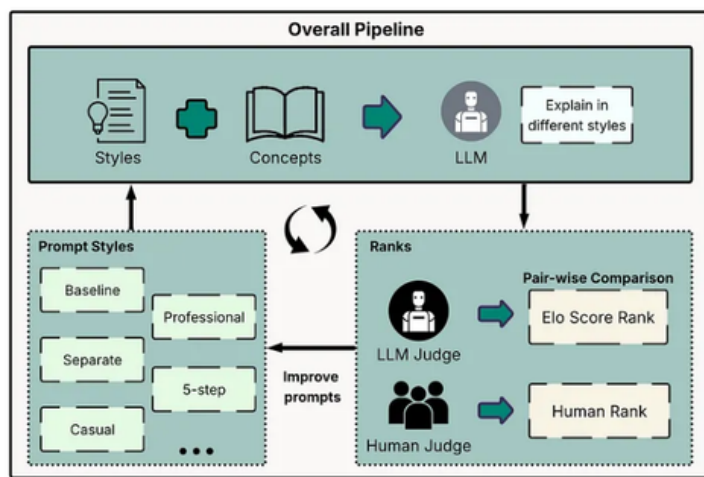 Overall Pipeline
Styles
Concepts
LLM
Explain in
different styles
Prompt Styles
Baseline
Professional
Separate
5-step
Casual
Improve
prompts
Ranks
Pair-wise Comparison
LLM Judge
Elo Score Rank
Human Judge
Human Rank